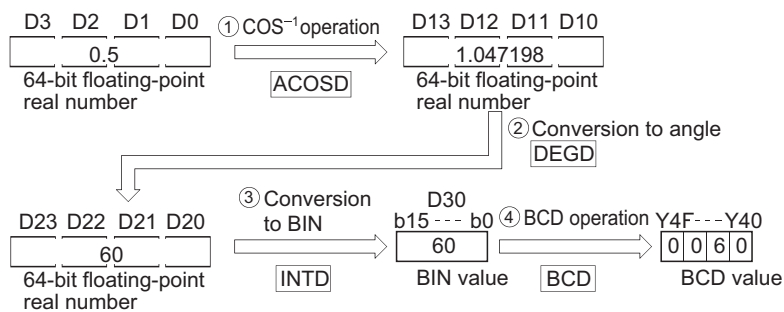 D3 D2 D1 D0
0.5
64-bit floating-point
real number
① COS⁻¹ operation
ACOSD
D13 D12 D11 D10
1.047198
64-bit floating-point
real number
② Conversion to angle
DEGD
D23 D22 D21 D20
60
64-bit floating-point
real number
③ Conversion
to BIN
INTD
D30
b15 ---- b0
60
BIN value
④ BCD operation
BCD
Y4F---Y40
0 0 6 0
BCD value